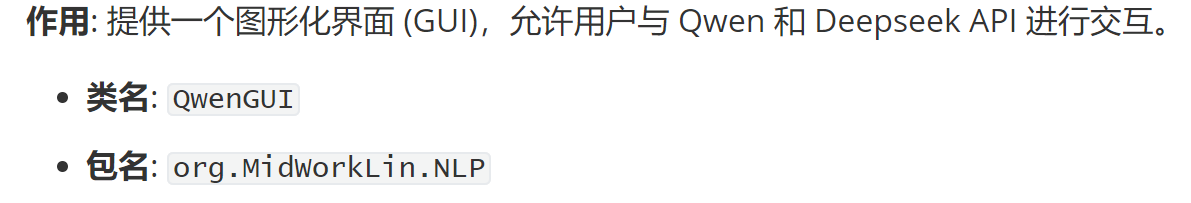 作用: 提供一个图形化界面 (GUI)，允许用户与 Qwen 和 Deepseek API 进行交互。
• 类名: QwenGUI
• 包名: org.MidWorkLin.NLP